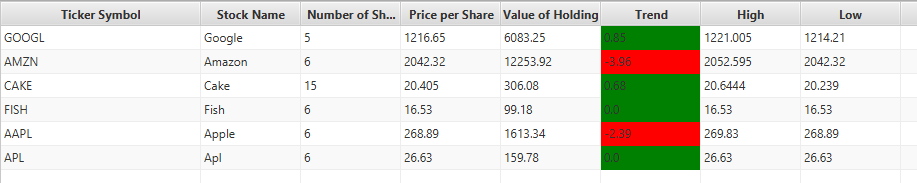 Ticker Symbol Stock Name Number of Sh... Price per Share Value of Holding Trend High Low
GOOGL Google 5 1216.65 6083.25 0.85 1221.005 1214.21
AMZN Amazon 6 2042.32 12253.92 -3.96 2052.595 2042.32
CAKE Cake 15 20.405 306.08 0.68 20.6444 20.239
FISH Fish 6 16.53 99.18 0.0 16.53 16.53
AAPL Apple 6 268.89 1613.34 -2.39 269.83 268.89
APL Apl 6 26.63 159.78 0.0 26.63 26.63